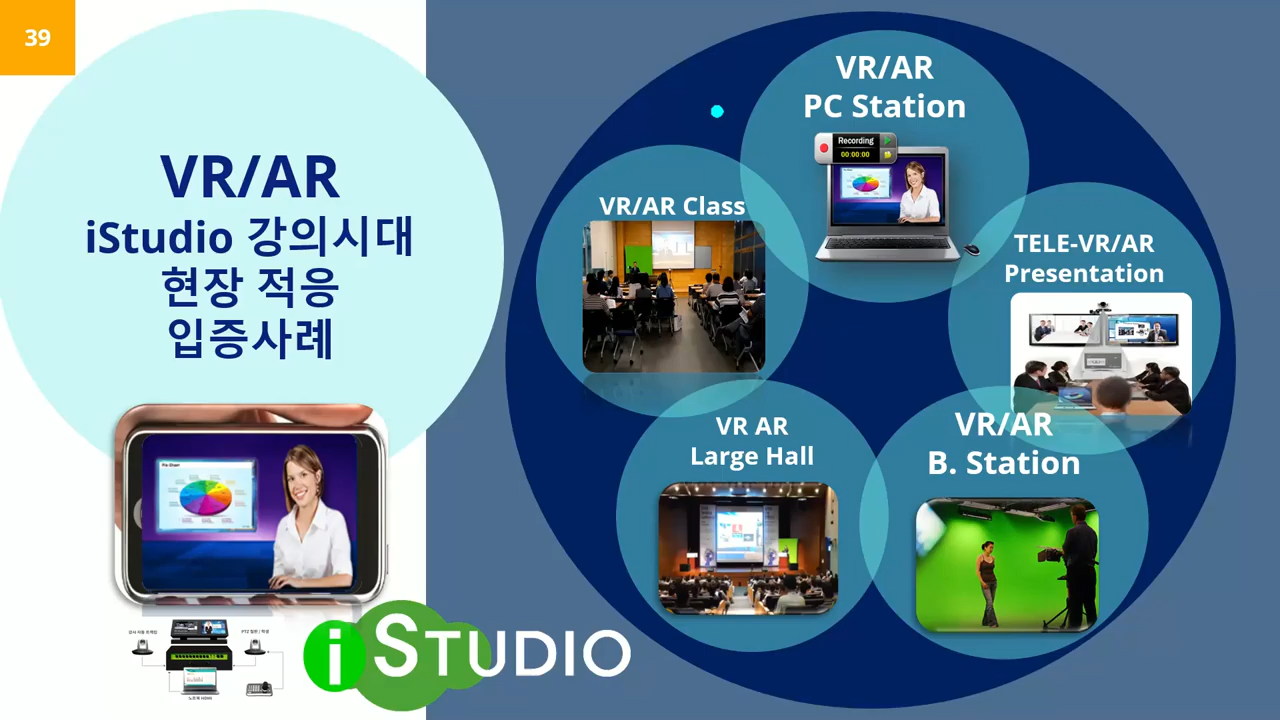 39
VR/AR
iStudio 강의시대
현장 적응
입증사례
VR/AR
PC Station
Recording
00:00:00
VR/AR Class
TELE-VR/AR
Presentation
VR AR
Large Hall
VR/AR
B. Station
iSTUDIO